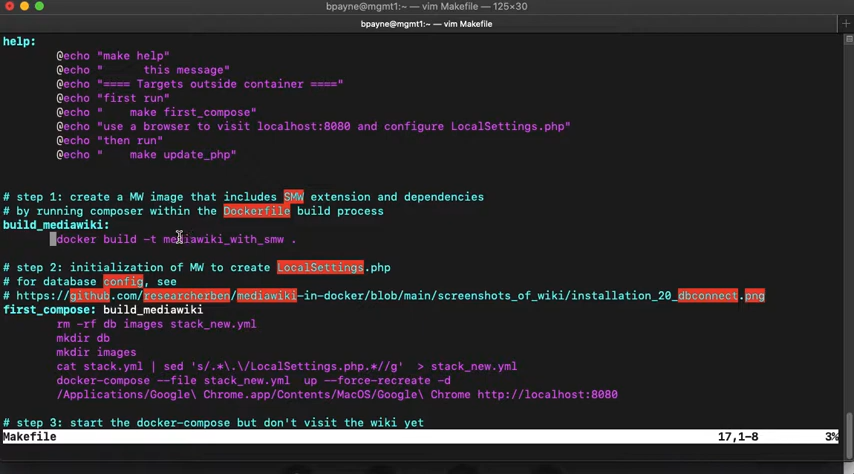 bpayne@mgmt1:~ — vim Makefile — 125×30
bpayne@mgmt1:~ — vim Makefile
help:
@echo "make help"
@echo "      this message"
@echo "==== Targets outside container ===="
@echo "first run"
@echo "    make first_compose"
@echo "use a browser to visit localhost:8080 and configure LocalSettings.php"
@echo "then run"
@echo "    make update_php"
# step 1: create a MW image that includes SMW extension and dependencies
# by running composer within the Dockerfile build process
build_mediawiki:
docker build -t mediawiki_with_smw .
# step 2: initialization of MW to create LocalSettings.php
# for database config, see
# https://github.com/researcherben/mediawiki-in-docker/blob/main/screenshots_of_wiki/installation_20_dbconnect.png
first_compose: build_mediawiki
rm -rf db images stack_new.yml
mkdir db
mkdir images
cat stack.yml | sed 's/.*\.\/LocalSettings.php.*//g'  > stack_new.yml
docker-compose --file stack_new.yml  up --force-recreate -d
/Applications/Google\ Chrome.app/Contents/MacOS/Google\ Chrome http://localhost:8080
# step 3: start the docker-compose but don't visit the wiki yet
Makefile 17,1-8 3%